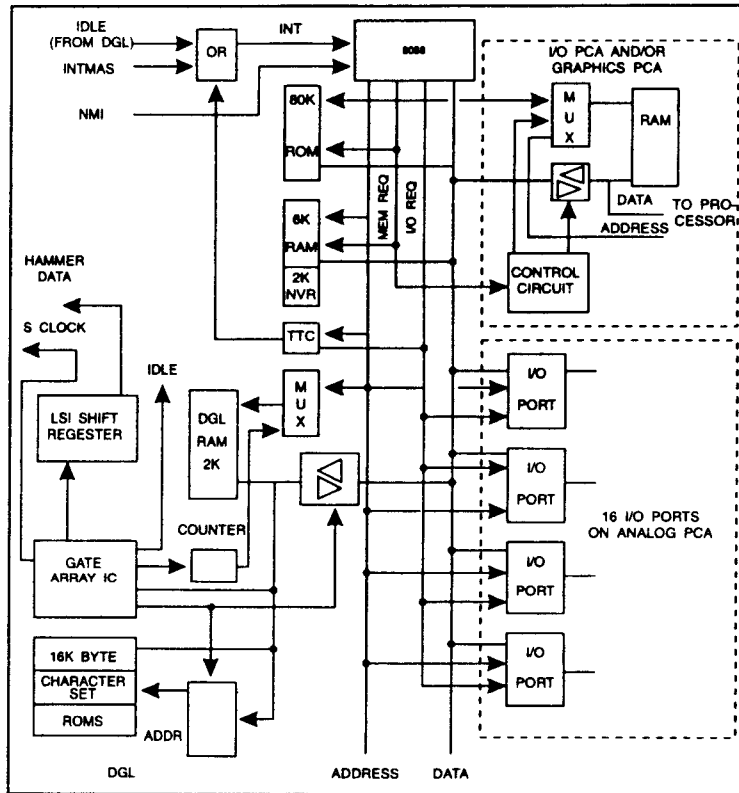 IDLE
(FROM DGL)
OR
INT
INTMAS
NMI
8088
I/O PCA AND/OR
GRAPHICS PCA
M
U
X
RAM
DATA
TO PRO-
CESSOR
ADDRESS
CONTROL
CIRCUIT
80K
ROM
MEM REQ
I/O REQ
6K
RAM
2K
NVR
TTC
HAMMER
DATA
S CLOCK
IDLE
LSI SHIFT
REGESTER
DGL
RAM
2K
M
U
X
COUNTER
GATE
ARRAY IC
16K BYTE
CHARACTER
SET
ROMS
ADDR
DGL
I/O
PORT
I/O
PORT
I/O
PORT
I/O
PORT
16 I/O PORTS
ON ANALOG PCA
ADDRESS
DATA